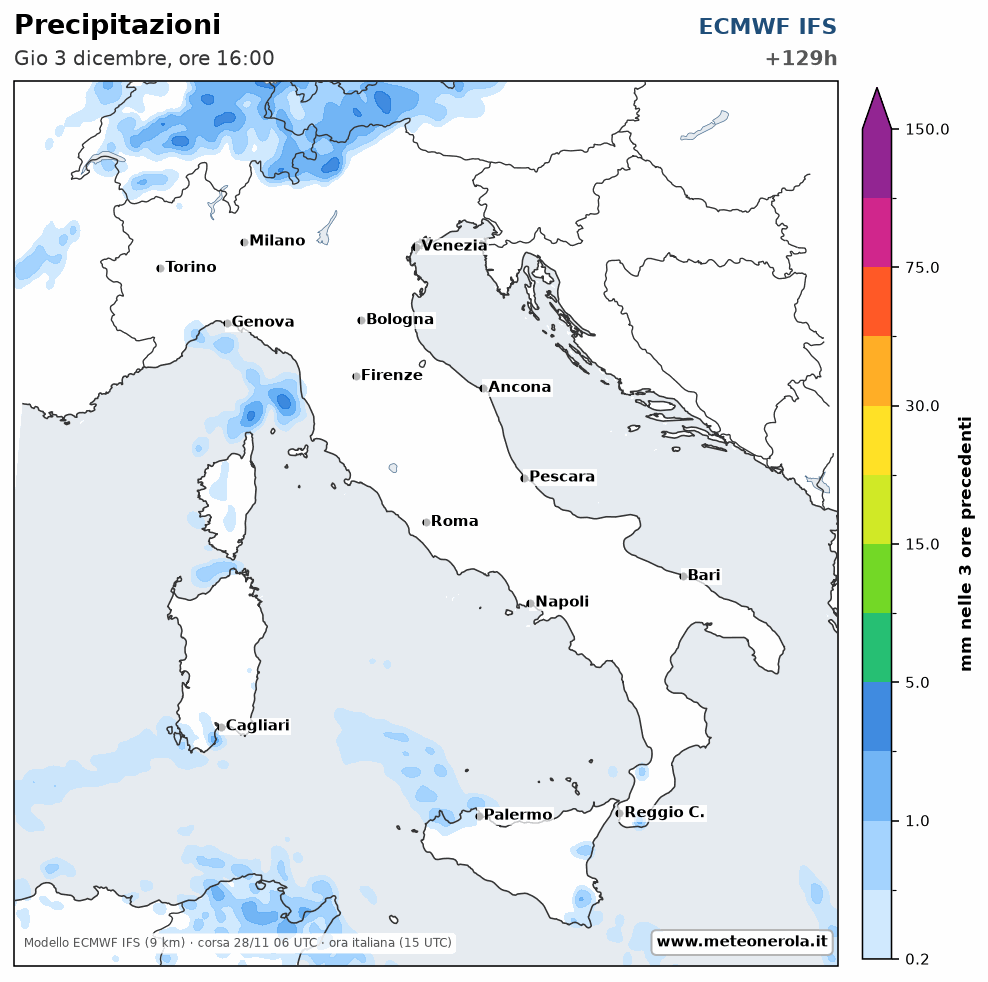 Precipitazioni
ECMWF IFS
Gio 3 dicembre, ore 16:00
+129h
Milano
Venezia
Torino
Genova
Bologna
Firenze
Ancona
Pescara
Roma
Bari
Napoli
Cagliari
Palermo
Reggio C.
150.0
75.0
30.0
15.0
5.0
1.0
0.2
mm nelle 3 ore precedenti
Modello ECMWF IFS (9 km) · corsa 28/11 06 UTC · ora italiana (15 UTC)
www.meteonerola.it